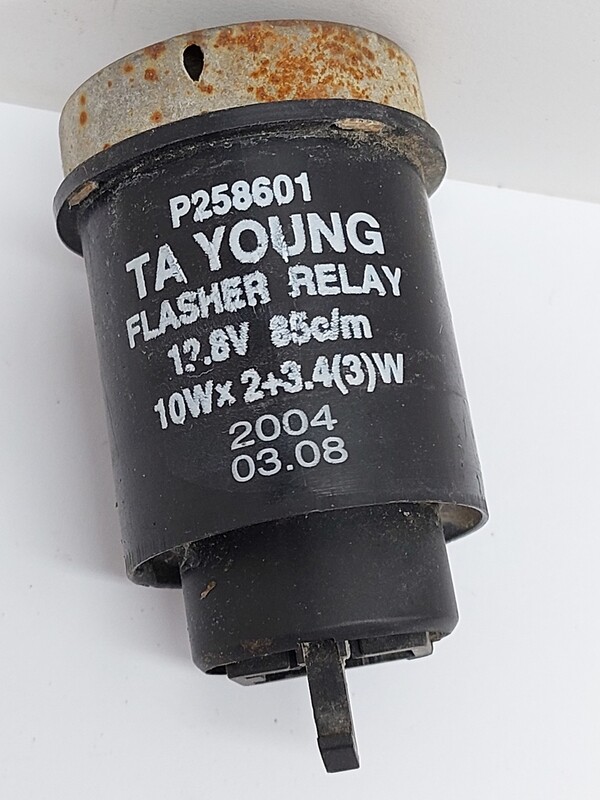 P258601
TA YOUNG
FLASHER RELAY
12.8V 85c/m
10Wx 2+3.4(3)W
2004
03.08